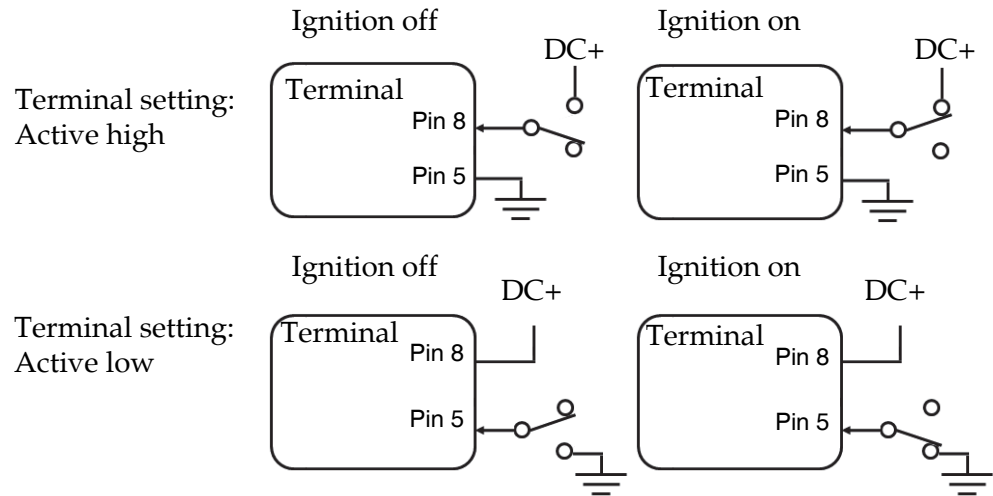 Ignition off
Ignition on
DC+
DC+
Terminal setting:
Active high
Terminal
Pin 8
Pin 5
Terminal
Pin 8
Pin 5
Ignition off
Ignition on
DC+
DC+
Terminal setting:
Active low
Terminal
Pin 8
Pin 5
Terminal
Pin 8
Pin 5